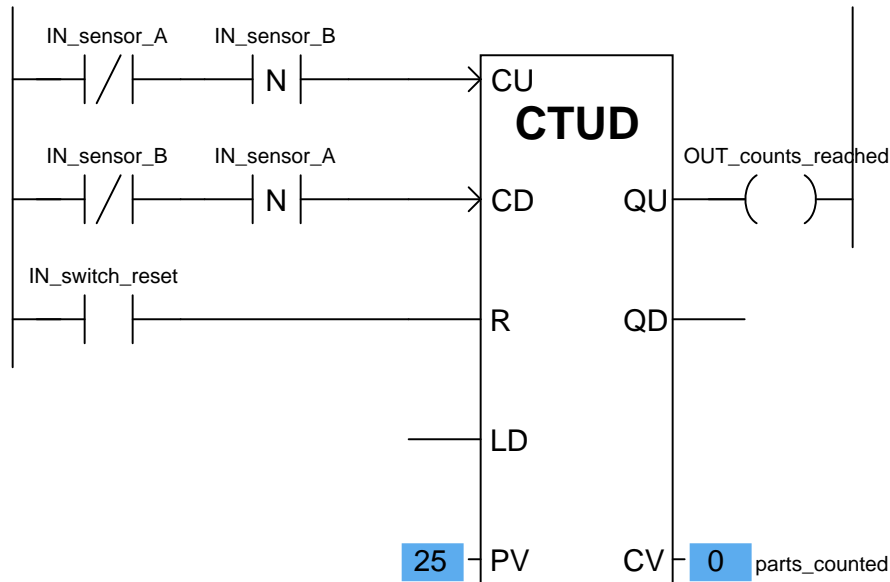 IN_sensor_A IN_sensor_B
N CU
CTUD
IN_sensor_B IN_sensor_A OUT_counts_reached
N CD QU
IN_switch_reset
R QD
LD
25 PV CV 0 parts_counted